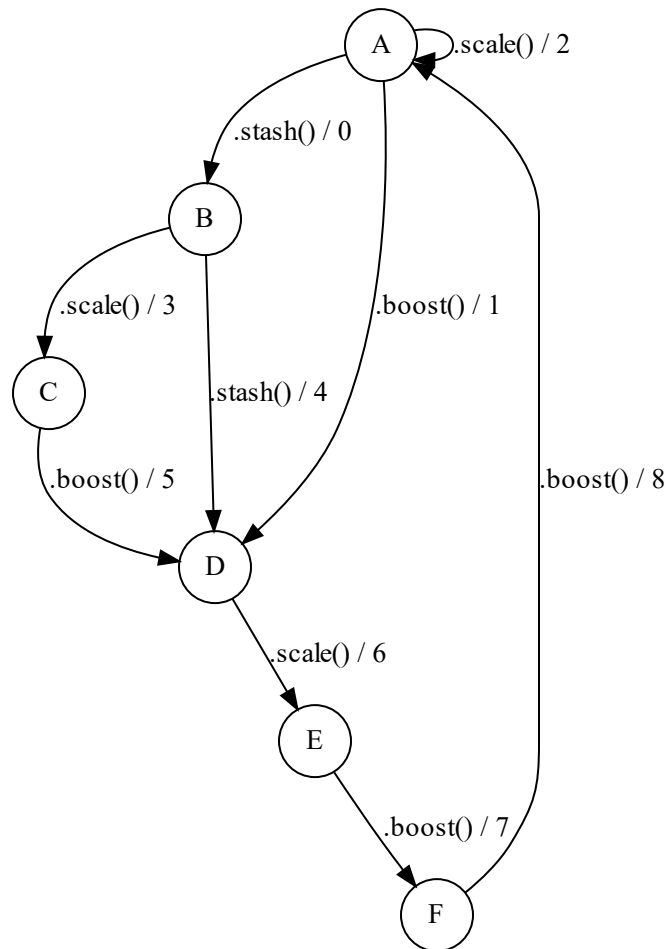 A
.scale() / 2
.stash() / 0
B
.scale() / 3
.boost() / 1
C
.stash() / 4
.boost() / 5
.boost() / 8
D
.scale() / 6
E
.boost() / 7
F